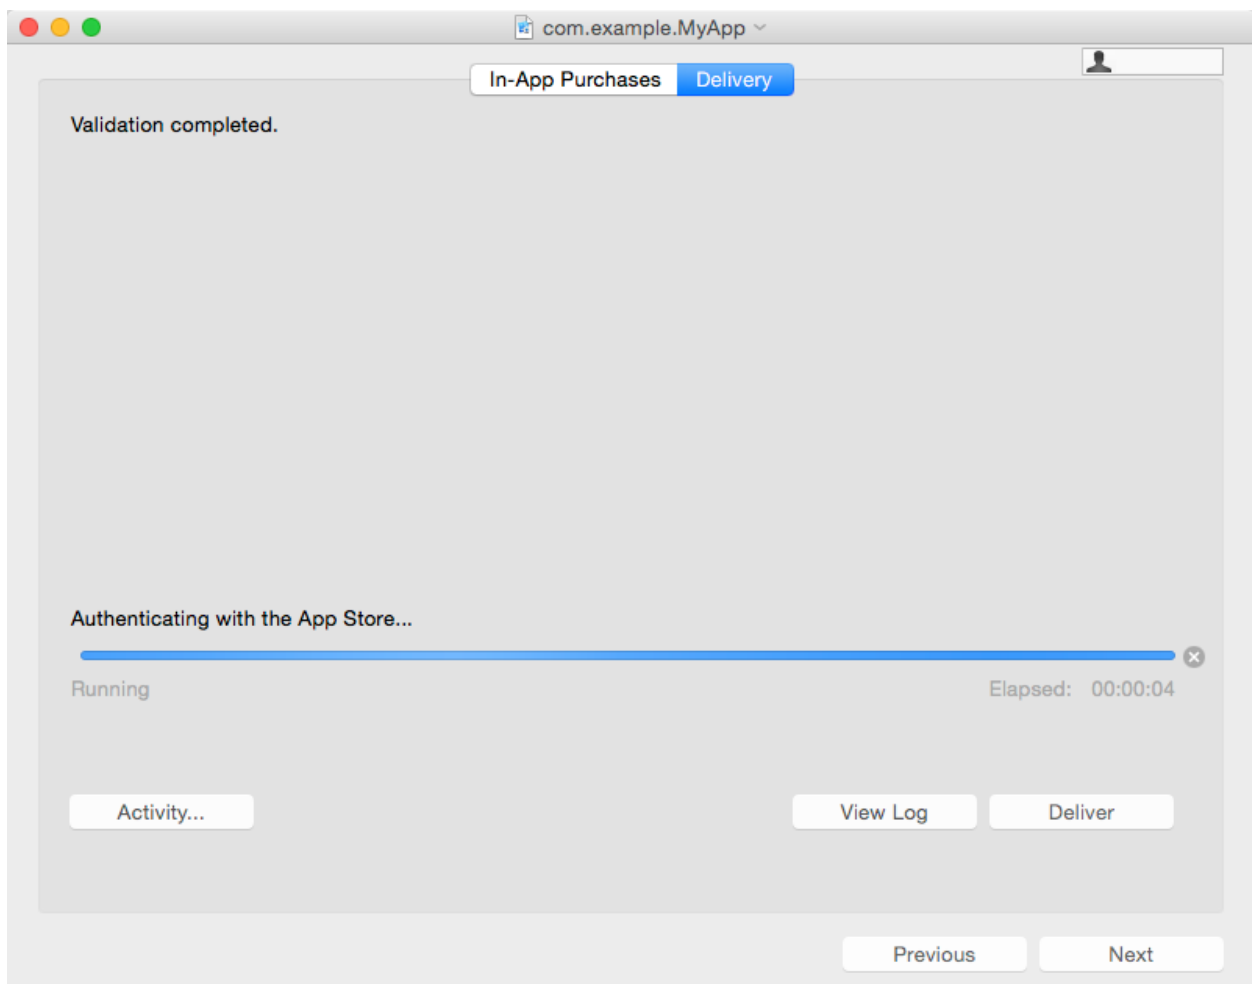 com.example.MyApp
In-App Purchases
Delivery
Validation completed.
Authenticating with the App Store...
Running
Elapsed: 00:00:04
Activity...
View Log
Deliver
Previous
Next